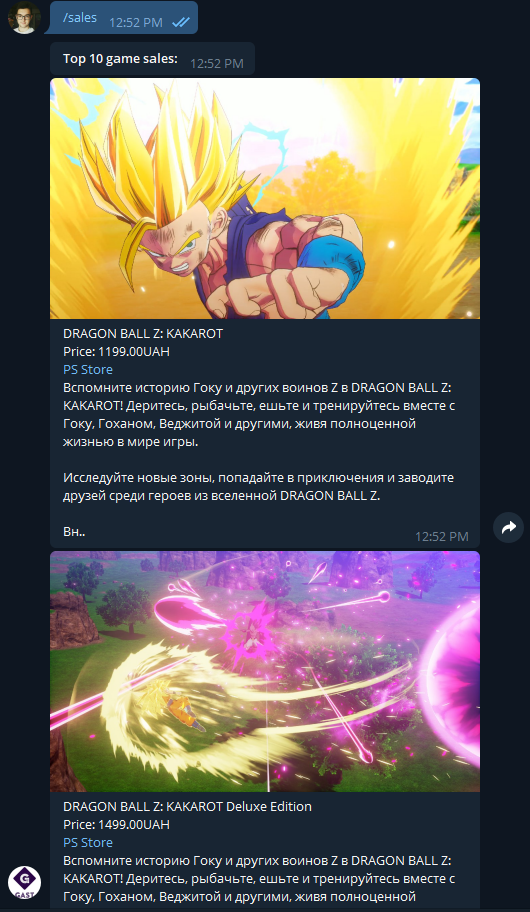 /sales
12:52 PM
Top 10 game sales:
12:52 PM
DRAGON BALL Z: KAKAROT
Price: 1199.00UAH
PS Store
Вспомните историю Гоку и других воинов Z в DRAGON BALL Z:
KAKAROT! Деритесь, рыбачьте, ешьте и тренируйтесь вместе с
Гоку, Гоханом, Веджитой и другими, живя полноценной
жизнью в мире игры.
Исследуйте новые зоны, попадайте в приключения и заводите
друзей среди героев из вселенной DRAGON BALL Z.
Вн..
12:52 PM
DRAGON BALL Z: KAKAROT Deluxe Edition
Price: 1499.00UAH
PS Store
Вспомните историю Гоку и других воинов Z в DRAGON BALL Z:
KAKAROT! Деритесь, рыбачьте, ешьте и тренируйтесь вместе с
Гоку, Гоханом, Веджитой и другими, живя полноценной
G
GAST